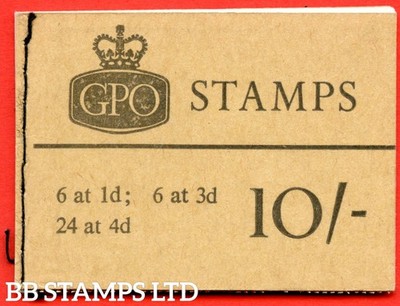 GPO STAMPS
6 at 1d; 6 at 3d
24 at 4d
10/-
BB STAMPS LTD